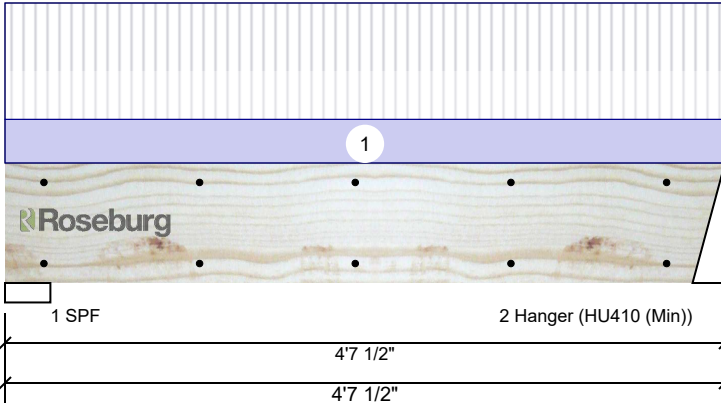 1
Roseburg
1 SPF
2 Hanger (HU410 (Min))
4'7 1/2"
4'7 1/2"